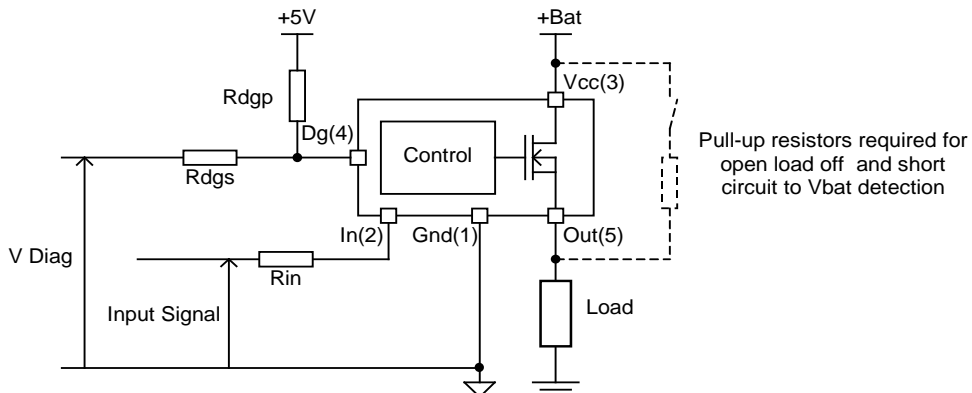 +5V
+Bat
Vcc(3)
Rdgp
Dg(4)
Control
Rdgs
Pull-up resistors required for
open load off and short
circuit to Vbat detection
In(2)
Gnd(1)
Out(5)
V Diag
Rin
Input Signal
Load